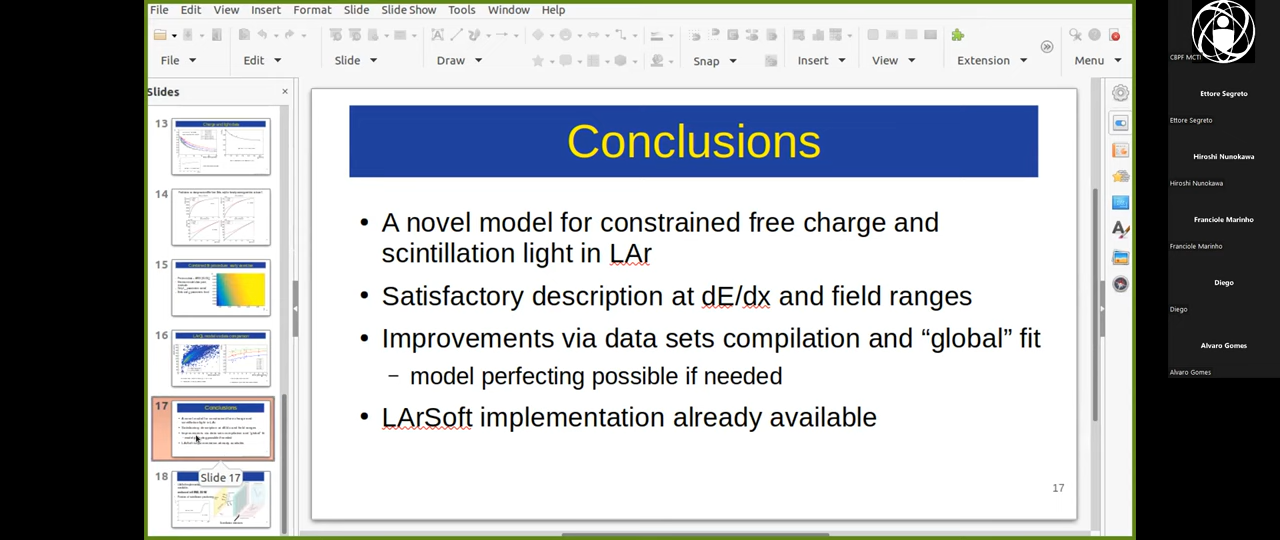 File Edit View Insert Format Slide Slide Show Tools Window Help
File Edit Slide Draw Snap Insert View Extension Menu
Slides
13
14
15
16
17
Conclusions
Slide 17
18
Conclusions
• A novel model for constrained free charge and
scintillation light in LAr
• Satisfactory description at dE/dx and field ranges
• Improvements via data sets compilation and “global” fit
– model perfecting possible if needed
• LArSoft implementation already available
17
CBPF MCTI
Ettore Segreto
Ettore Segreto
Hiroshi Nunokawa
Hiroshi Nunokawa
Franciole Marinho
Franciole Marinho
Diego
Diego
Alvaro Gomes
Alvaro Gomes